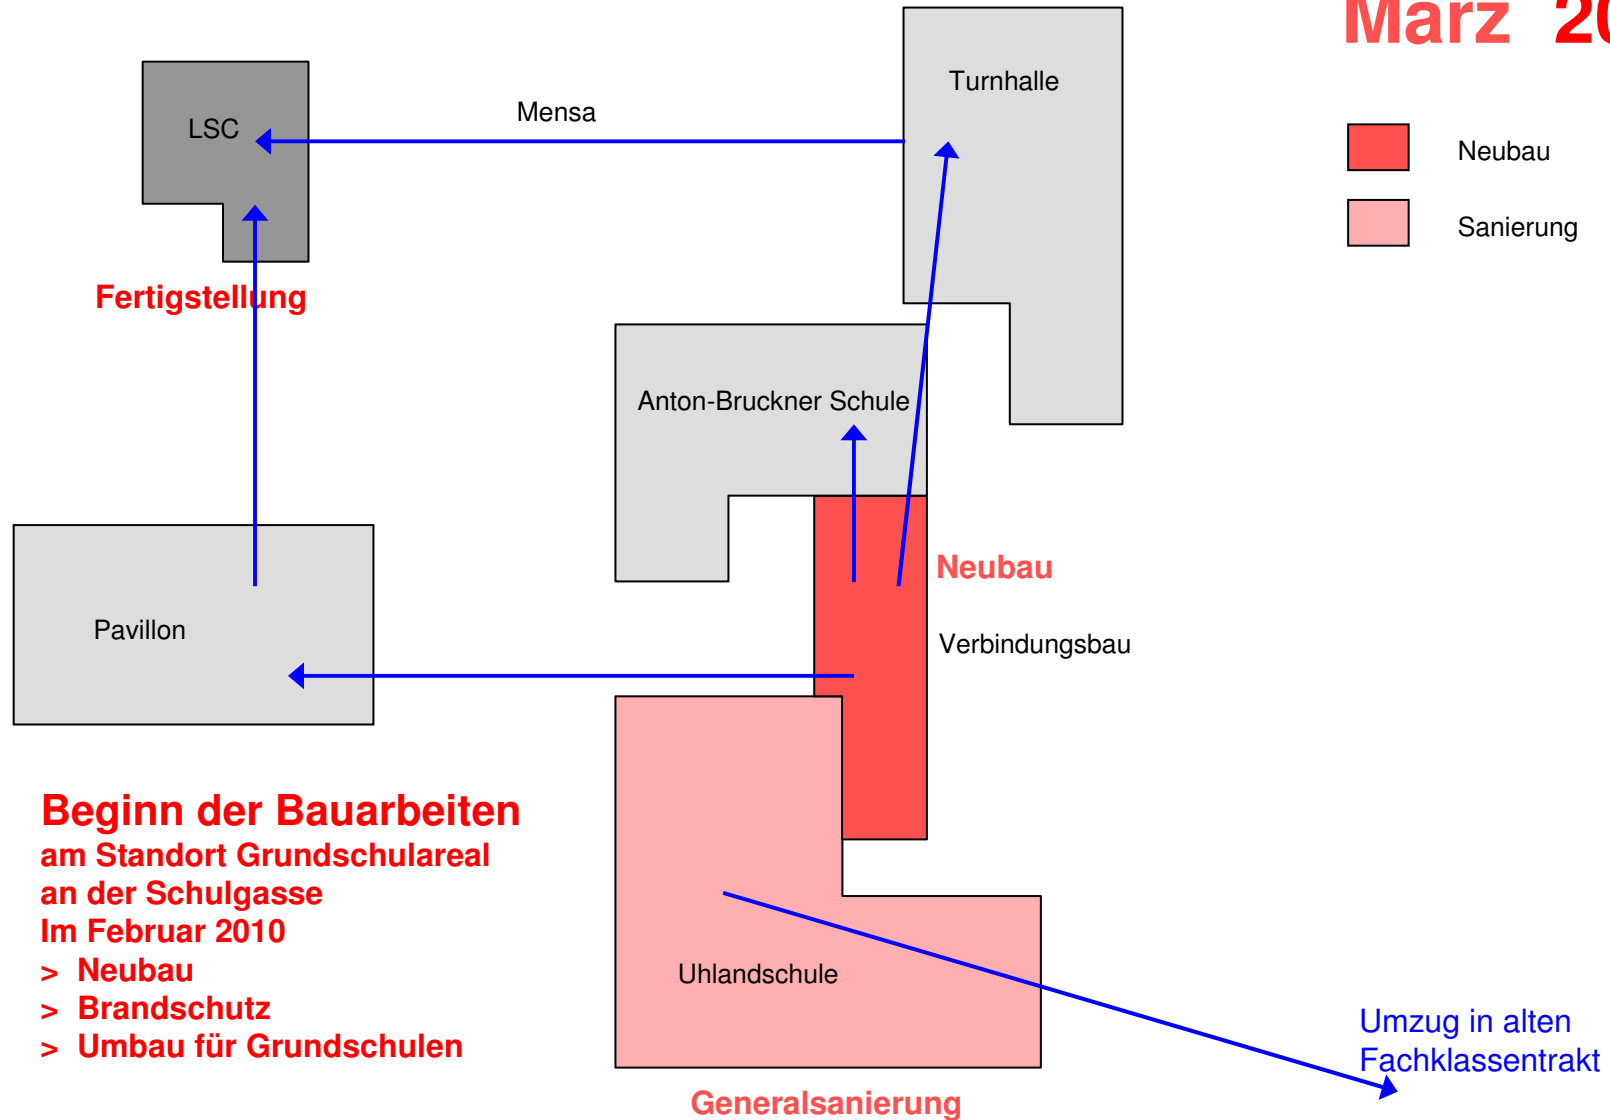 März
Turnhalle
LSC
Mensa
Neubau
Sanierung
Fertigstellung
Anton-Bruckner Schule
Neubau
Pavillon
Verbindungsbau
Beginn der Bauarbeiten
am Standort Grundschulareal
an der Schulgasse
Im Februar 2010
> Neubau
> Brandschutz
> Umbau für Grundschulen
Uhlandschule
Umzug in alten
Fachklassentrakt
Generalsanierung